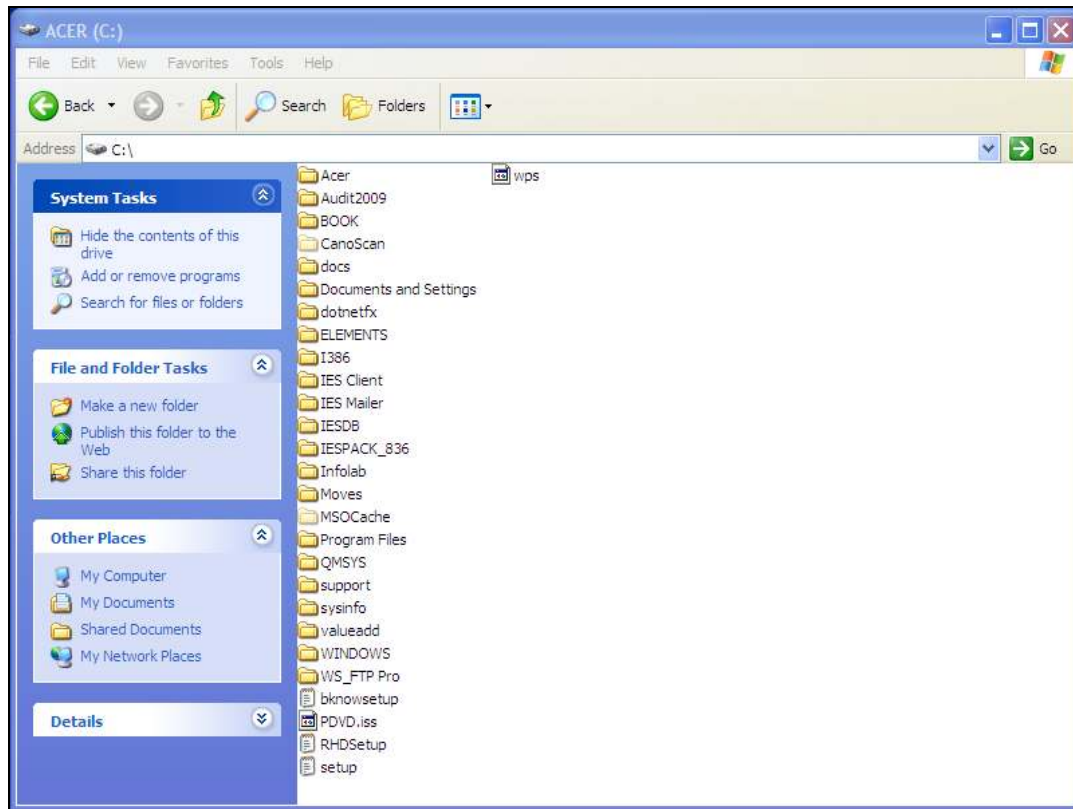 ACER (C:)
File Edit View Favorites Tools Help
Back Search Folders
Address C:\ Go
System Tasks
Hide the contents of this
drive
Add or remove programs
Search for files or folders
File and Folder Tasks
Make a new folder
Publish this folder to the
Web
Share this folder
Other Places
My Computer
My Documents
Shared Documents
My Network Places
Details
Acer
Audit2009
BOOK
CanoScan
docs
Documents and Settings
dotnetfx
ELEMENTS
I386
IES Client
IES Mailer
IESDB
IESPACK_836
Infolab
Moves
MSOCache
Program Files
QMSYS
support
sysinfo
valueadd
WINDOWS
WS_FTP Pro
bknowsetup
PDVD.iss
RHDSetup
setup
wps